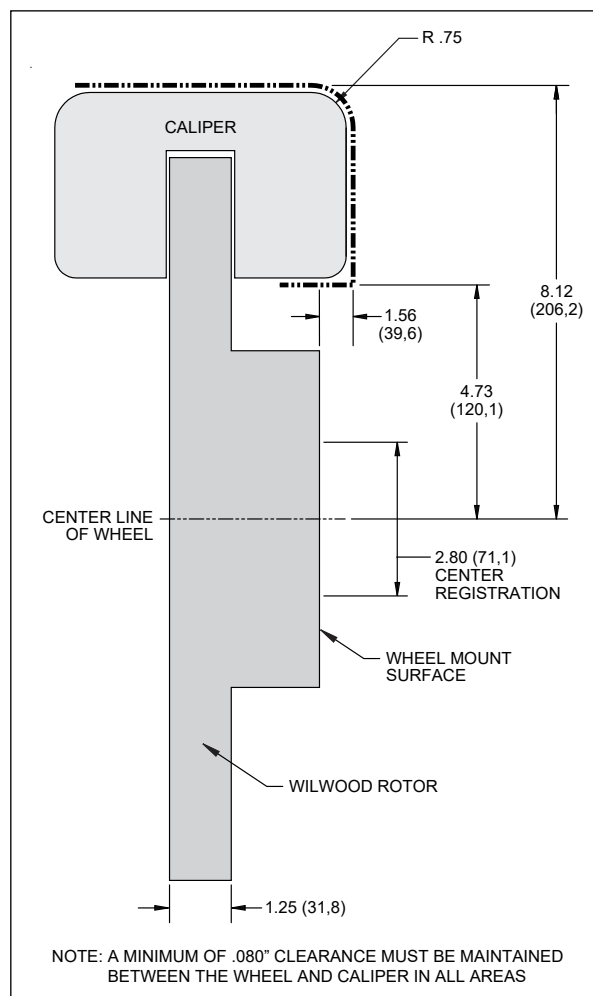 R .75
CALIPER
8.12
(206,2)
1.56
(39,6)
4.73
(120,1)
CENTER LINE
OF WHEEL
2.80 (71,1)
CENTER
REGISTRATION
WHEEL MOUNT
SURFACE
WILWOOD ROTOR
1.25 (31,8)
NOTE: A MINIMUM OF .080” CLEARANCE MUST BE MAINTAINED
BETWEEN THE WHEEL AND CALIPER IN ALL AREAS